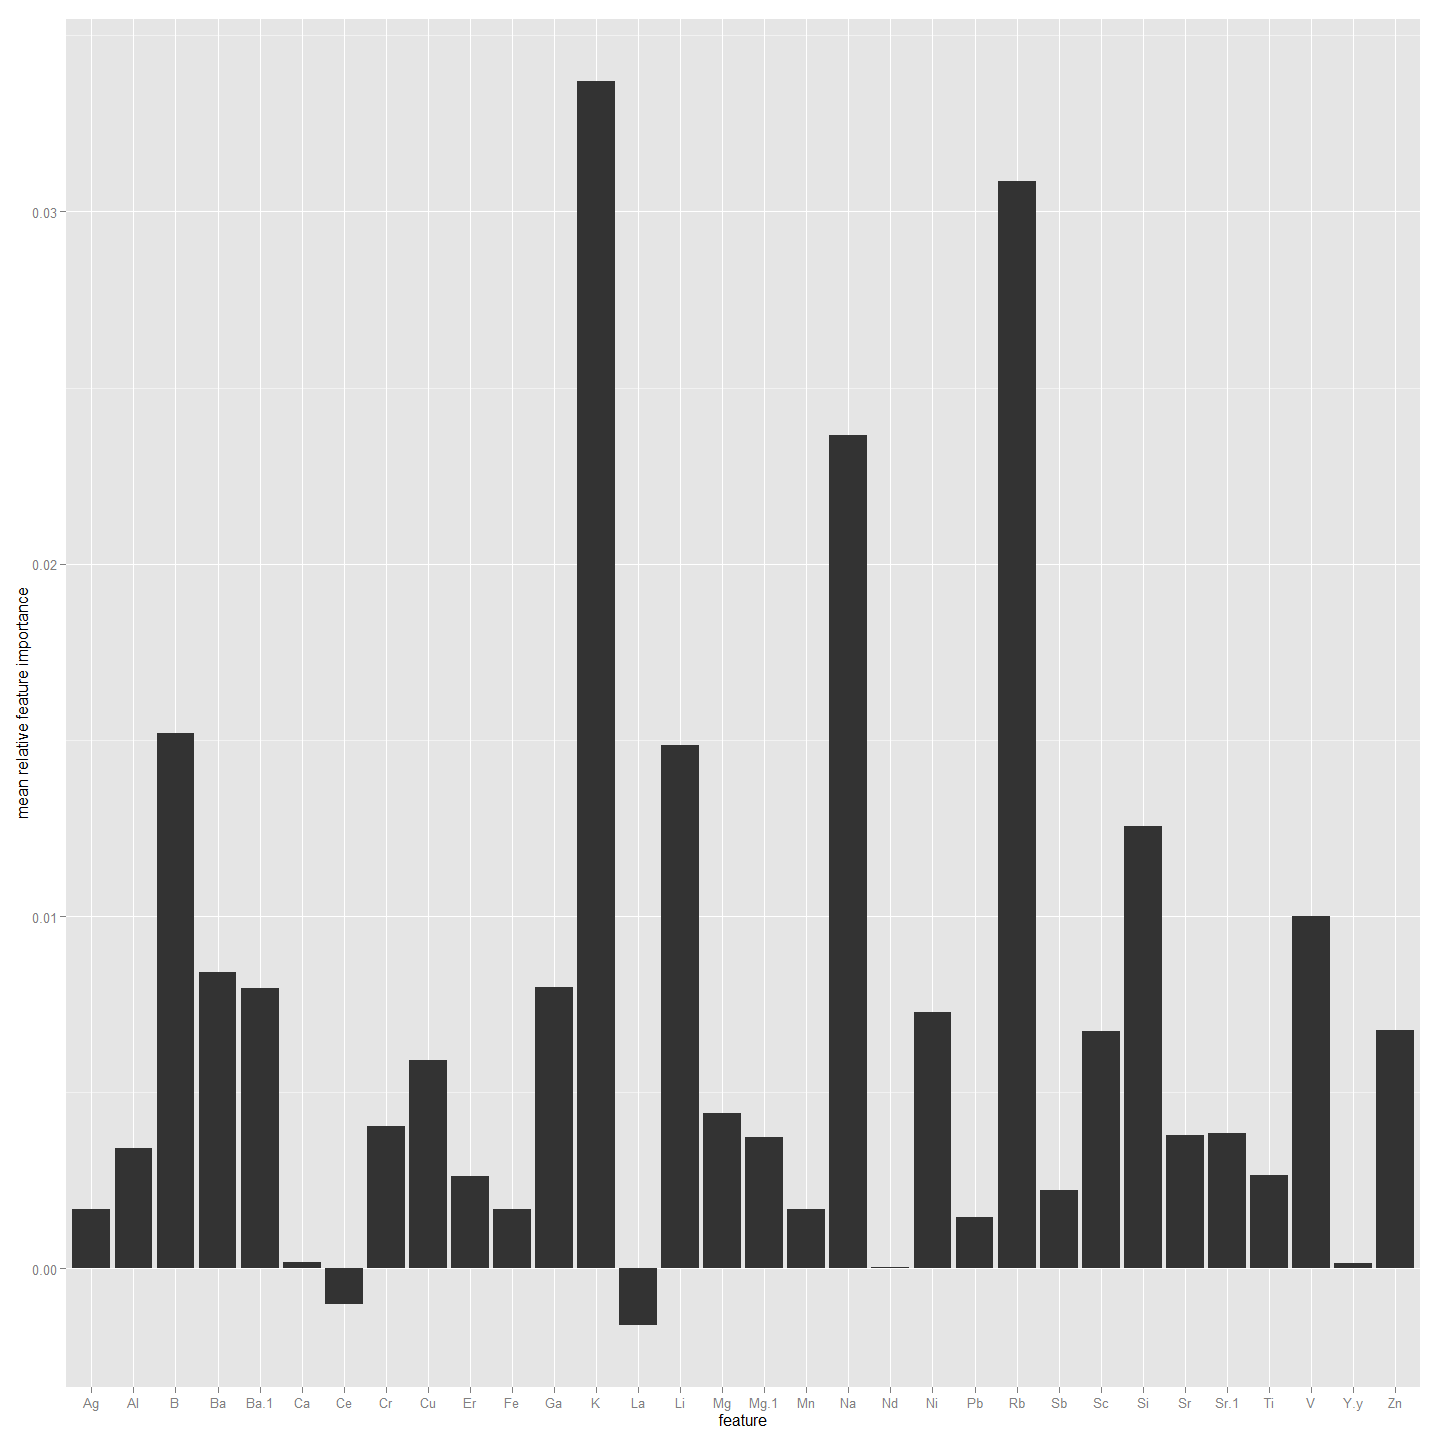 mean relative feature importance
0.03
0.02
0.01
0.00
Ag Al B Ba Ba.1 Ca Ce Cr Cu Er Fe Ga K La Li Mg Mg.1 Mn Na Nd Ni Pb Rb Sb Sc Si Sr Sr.1 Ti V Y.y Zn
feature